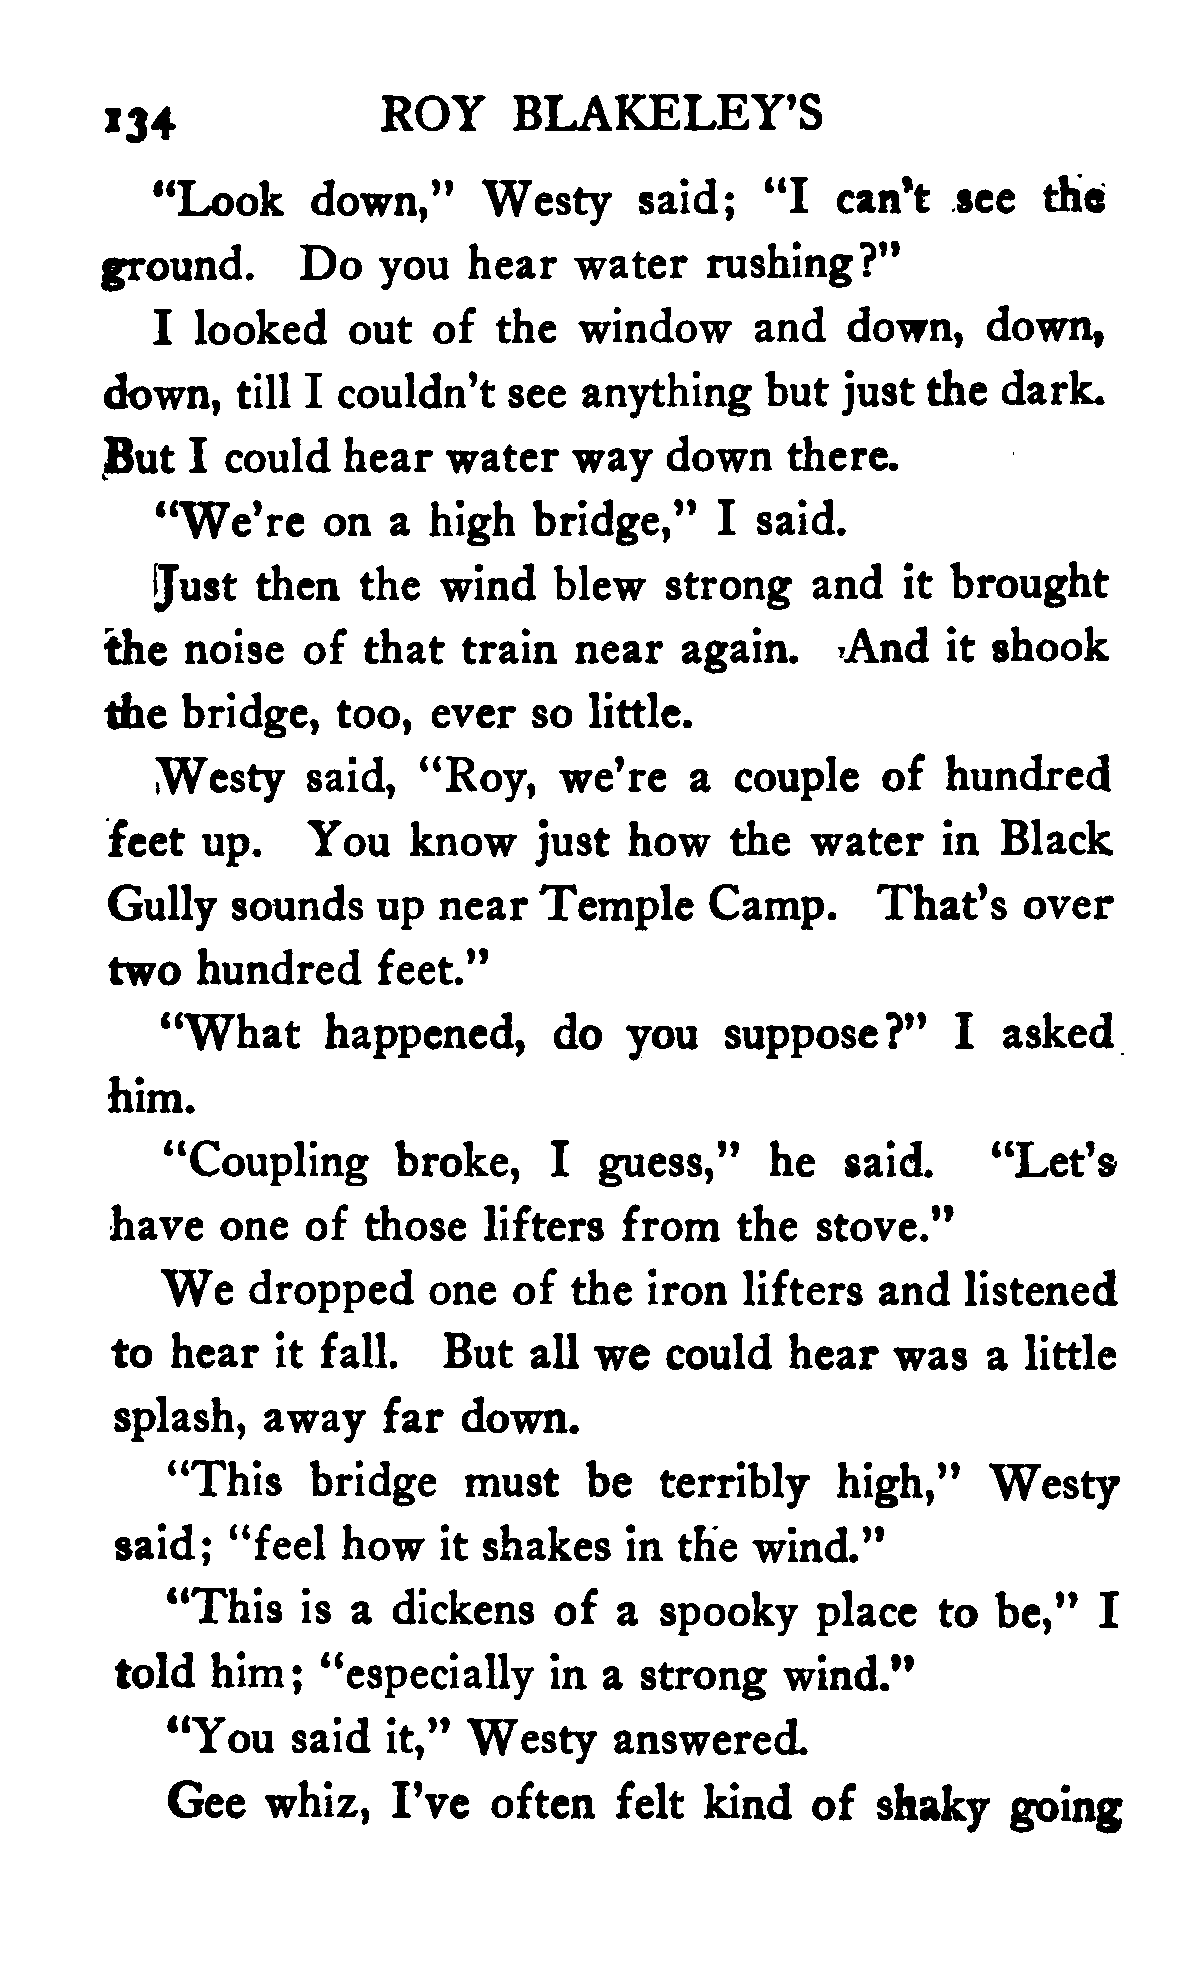 134 ROY BLAKELEY'S
"Look down," Westy said; "I can't see the
ground. Do you hear water rushing?"
I looked out of the window and down, down,
down, till I couldn't see anything but just the dark.
But I could hear water way down there.
"We're on a high bridge," I said.
Just then the wind blew strong and it brought
the noise of that train near again. And it shook
the bridge, too, ever so little.
Westy said, "Roy, we're a couple of hundred
feet up. You know just how the water in Black
Gully sounds up near Temple Camp. That's over
two hundred feet."
"What happened, do you suppose?" I asked
him.
"Coupling broke, I guess," he said. "Let's
have one of those lifters from the stove."
We dropped one of the iron lifters and listened
to hear it fall. But all we could hear was a little
splash, away far down.
"This bridge must be terribly high," Westy
said; "feel how it shakes in the wind."
"This is a dickens of a spooky place to be," I
told him; "especially in a strong wind."
"You said it," Westy answered.
Gee whiz, I've often felt kind of shaky going